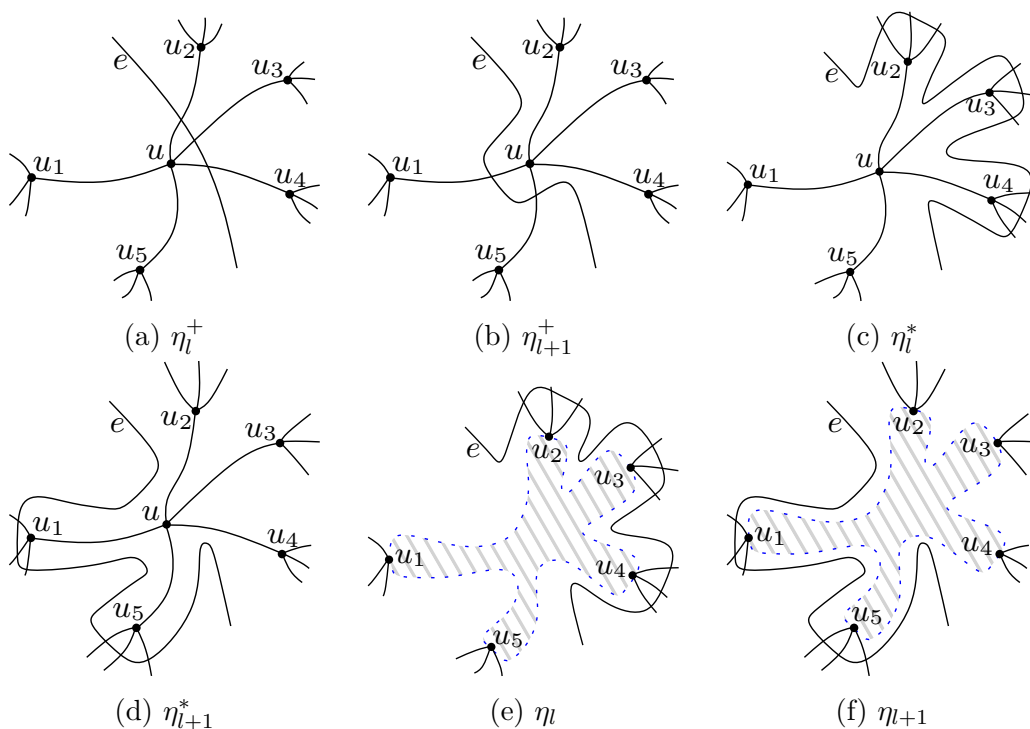 u₂
e
u₃
u
u₁
u₄
u₅
(a) η_l^+
u₂
e
u₃
u
u₁
u₄
u₅
(b) η_{l+1}^+
e
u₂
u₃
u
u₁
u₄
u₅
(c) η_l^*
e
u₂
u₃
u
u₁
u₄
u₅
(d) η_{l+1}^*
e
u₂
u₃
u₁
u₄
u₅
(e) η_l
e
u₂
u₃
u₁
u₄
u₅
(f) η_{l+1}